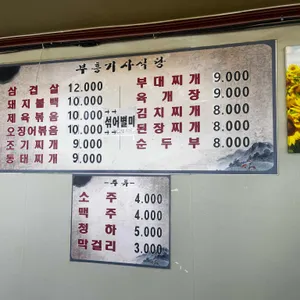 부흥기사식당
삼겹살 12.000
돼지불백 10.000
제육볶음 10.000
오징어볶음 10.000
조기찌개 9.000
동태찌개 9.000
섞어별미
부대찌개 9.000
육개장 9.000
김치찌개 8.000
된장찌개 8.000
순두부 8.000
-주류-
소주 4.000
맥주 4.000
청하 5.000
막걸리 3.000